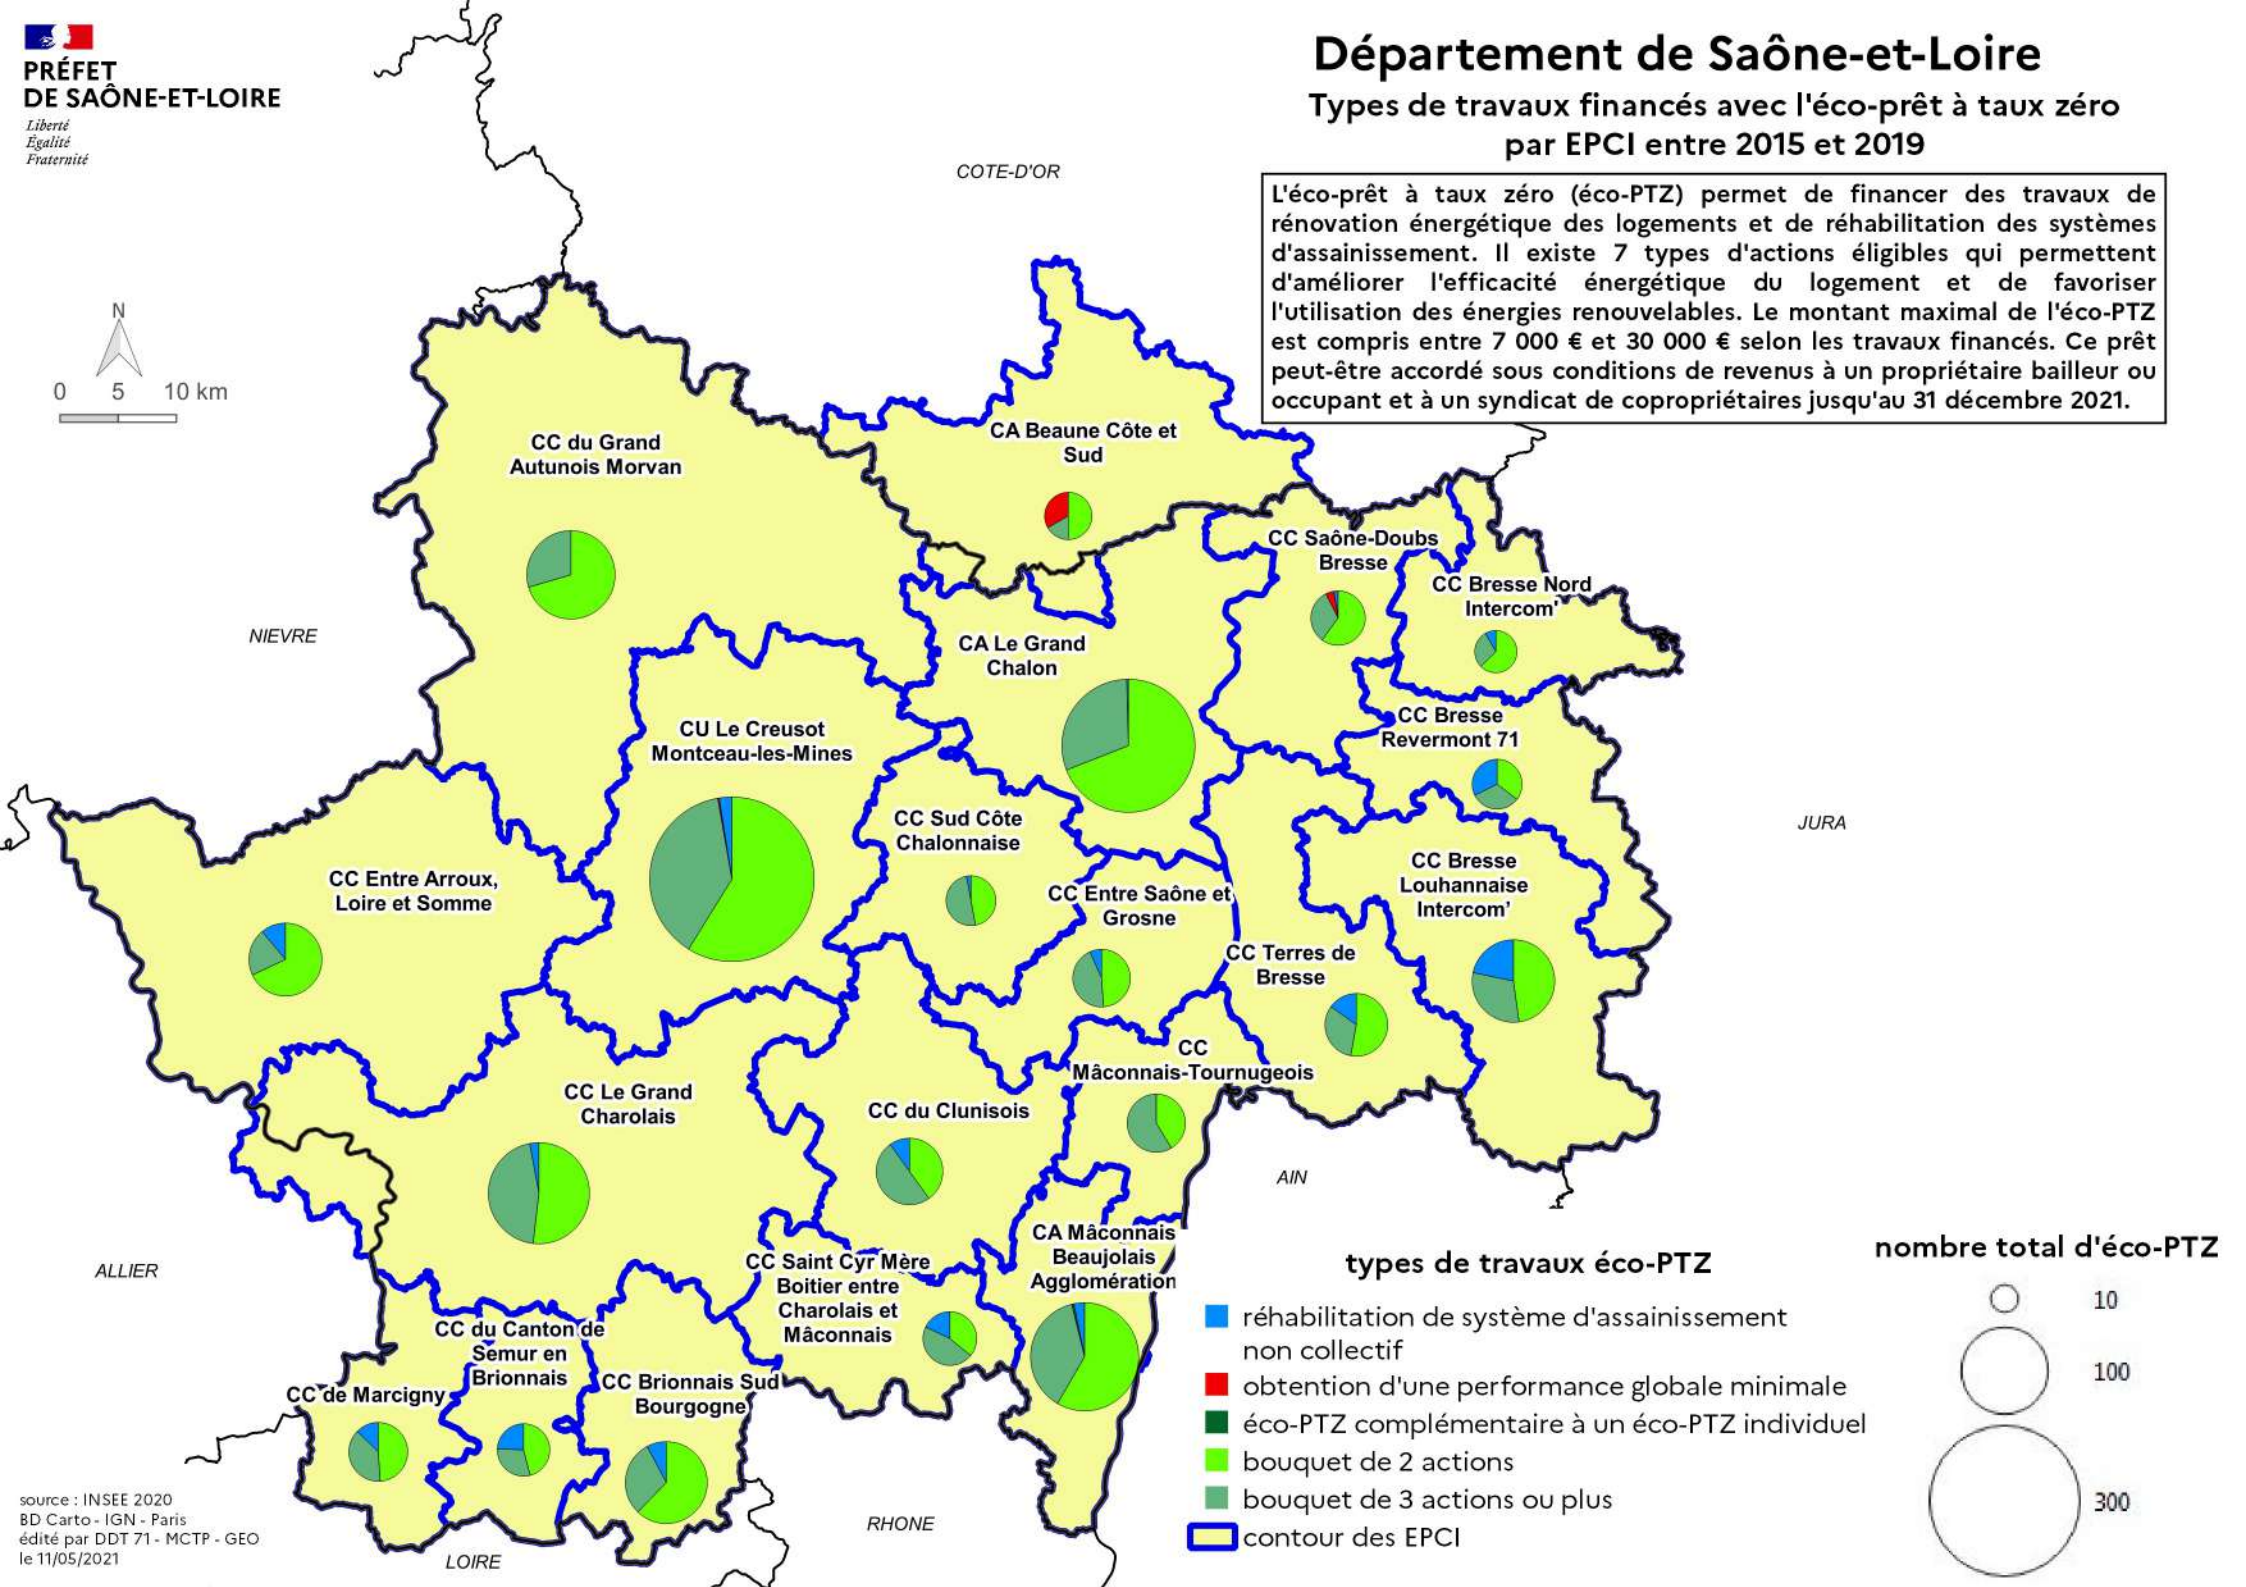 PRÉFET
DE SAÔNE-ET-LOIRE
Liberté
Égalité
Fraternité
Département de Saône-et-Loire
Types de travaux financés avec l'éco-prêt à taux zéro
par EPCI entre 2015 et 2019
L'éco-prêt à taux zéro (éco-PTZ) permet de financer des travaux de
rénovation énergétique des logements et de réhabilitation des systèmes
d'assainissement. Il existe 7 types d'actions éligibles qui permettent
d'améliorer l'efficacité énergétique du logement et de favoriser
l'utilisation des énergies renouvelables. Le montant maximal de l'éco-PTZ
est compris entre 7 000 € et 30 000 € selon les travaux financés. Ce prêt
peut-être accordé sous conditions de revenus à un propriétaire bailleur ou
occupant et à un syndicat de copropriétaires jusqu'au 31 décembre 2021.
COTE-D'OR
N
0 5 10 km
CC du Grand
Autunois Morvan
CA Beaune Côte et
Sud
CC Saône-Doubs
Bresse
CC Bresse Nord
Intercom'
NIEVRE
CA Le Grand
Chalon
CU Le Creusot
Montceau-les-Mines
CC Bresse
Revermont 71
JURA
CC Sud Côte
Chalonnaise
CC Entre Arroux,
Loire et Somme
CC Entre Saône et
Grosne
CC Bresse
Louhannaise
Intercom’
CC Terres de
Bresse
CC
Mâconnais-Tournugeois
CC Le Grand
Charolais
CC du Clunisois
AIN
ALLIER
CA Mâconnais
Beaujolais
Agglomération
CC Saint Cyr Mère
Boitier entre
Charolais et
Mâconnais
CC du Canton de
Semur en
Brionnais
CC de Marcigny
CC Brionnais Sud
Bourgogne
RHONE
LOIRE
types de travaux éco-PTZ
réhabilitation de système d'assainissement
non collectif
obtention d'une performance globale minimale
éco-PTZ complémentaire à un éco-PTZ individuel
bouquet de 2 actions
bouquet de 3 actions ou plus
contour des EPCI
nombre total d'éco-PTZ
10
100
300
source : INSEE 2020
BD Carto - IGN - Paris
édité par DDT 71 - MCTP - GEO
le 11/05/2021